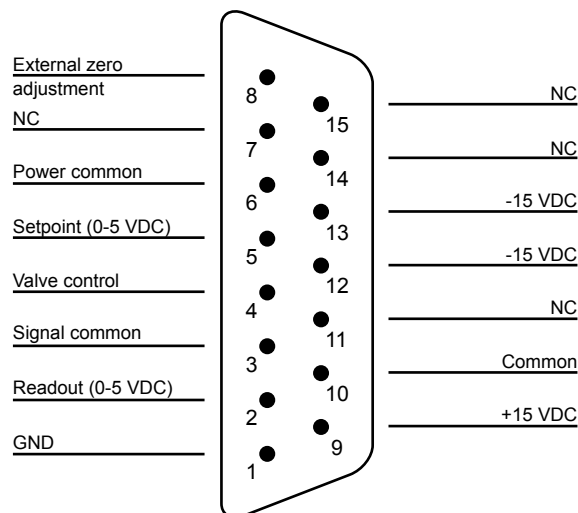 External zero
adjustment
NC
Power common
Setpoint (0-5 VDC)
Valve control
Signal common
Readout (0-5 VDC)
GND
8
7
6
5
4
3
2
1
15
14
13
12
11
10
9
NC
NC
-15 VDC
-15 VDC
NC
Common
+15 VDC